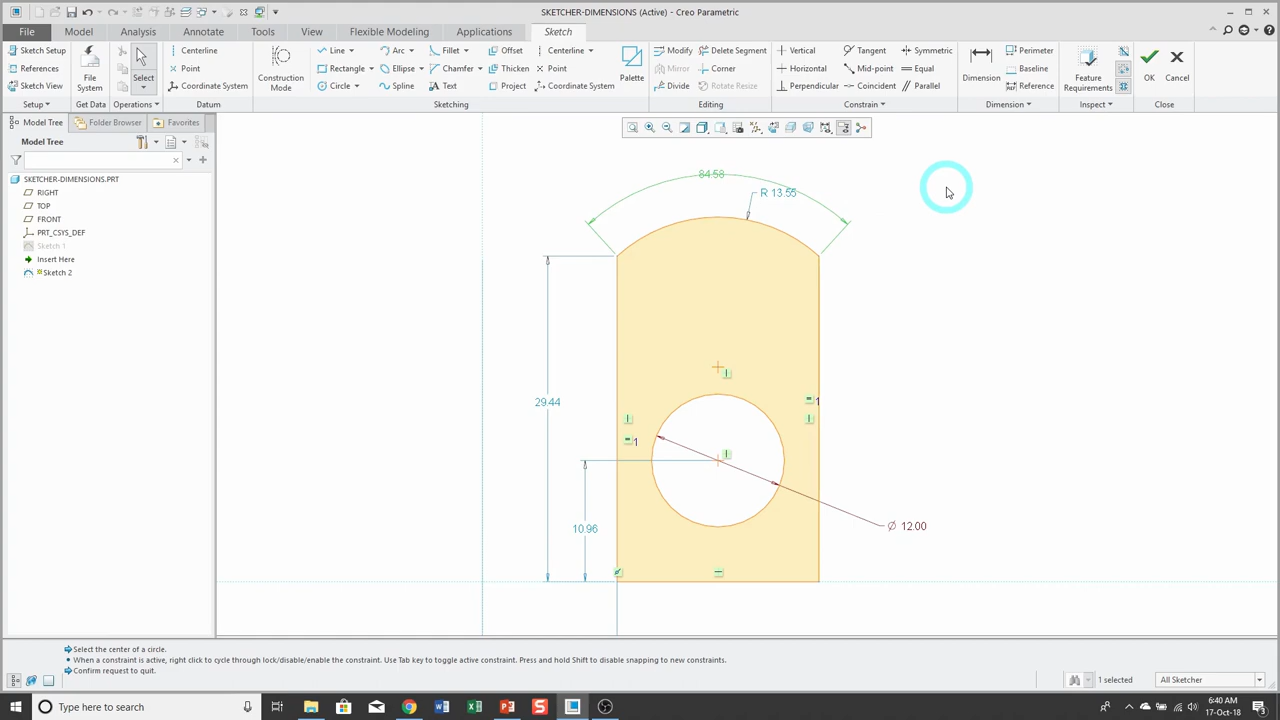 SKETCHER-DIMENSIONS (Active) - Creo Parametric
File Model Analysis Annotate Tools View Flexible Modeling Applications Sketch
Sketch Setup
References
Sketch View
Setup
File System
Get Data
Select
Operations
Centerline
Point
Coordinate System
Datum
Construction Mode
Line Arc Fillet Offset Centerline
Rectangle Ellipse Chamfer Thicken Point
Circle Spline Text Project Coordinate System
Palette
Sketching
Modify Delete Segment
Mirror Corner
Divide Rotate Resize
Editing
Vertical Tangent Symmetric
Horizontal Mid-point Equal
Perpendicular Coincident Parallel
Constrain
Dimension
Perimeter
Baseline
Reference
Dimension
Feature Requirements
Inspect
OK
Cancel
Close
Model Tree Folder Browser Favorites
Model Tree
SKETCHER-DIMENSIONS.PRT
RIGHT
TOP
FRONT
PRT_CSYS_DEF
Sketch 1
Insert Here
Sketch 2
84.58
R 13.55
29.44
1
1
10.96
Ø 12.00
Select the center of a circle.
When a constraint is active, right click to cycle through lock/disable/enable the constraint. Use Tab key to toggle active constraint. Press and hold Shift to disable snapping to new constraints.
Confirm request to quit.
1 selected
All Sketcher
Type here to search
6:40 AM
17-Oct-18